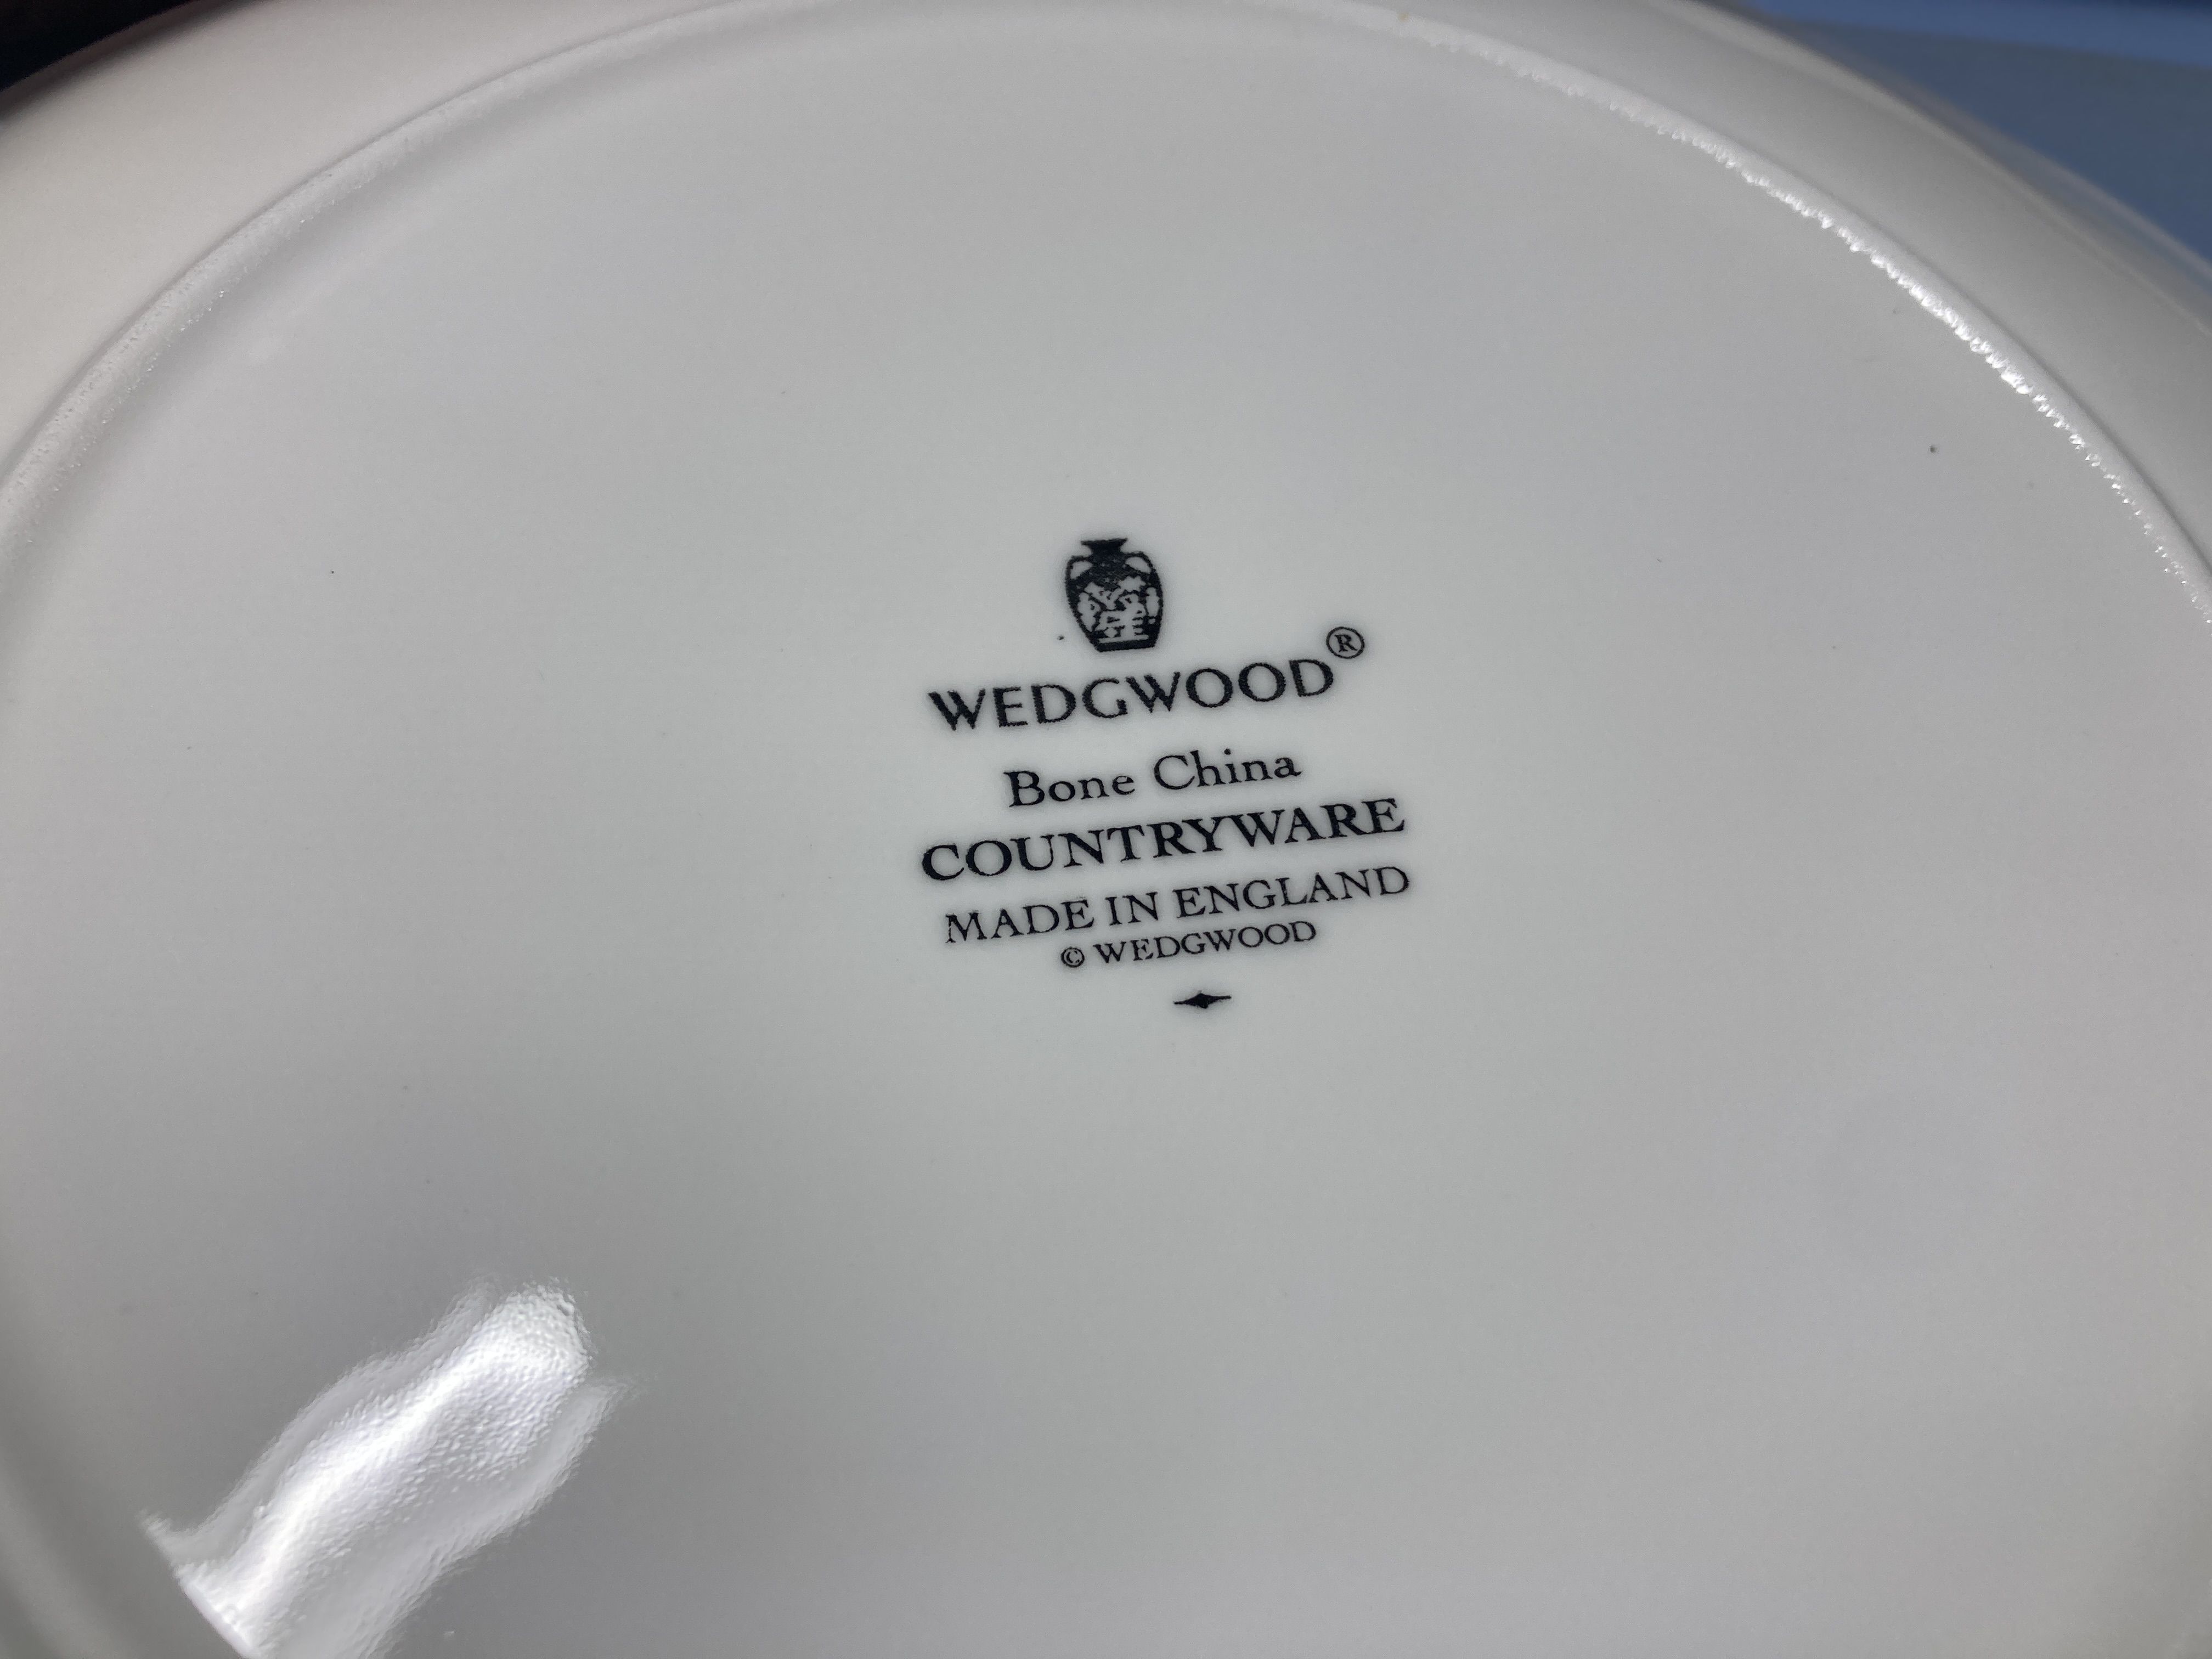 WEDGWOOD®
Bone China
COUNTRYWARE
MADE IN ENGLAND
© WEDGWOOD